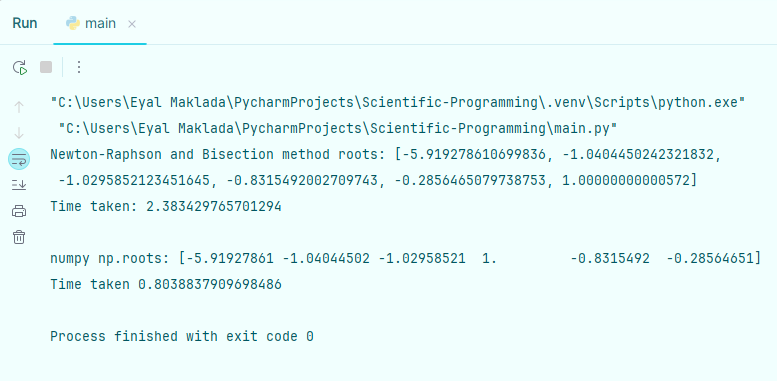 Run main
"C:\Users\Eyal Maklada\PycharmProjects\Scientific-Programming\.venv\Scripts\python.exe"
"C:\Users\Eyal Maklada\PycharmProjects\Scientific-Programming\main.py"
Newton-Raphson and Bisection method roots: [-5.919278610699836, -1.0404450242321832,
-1.0295852123451645, -0.8315492002709743, -0.2856465079738753, 1.00000000000572]
Time taken: 2.383429765701294
numpy np.roots: [-5.91927861 -1.04044502 -1.02958521  1.         -0.8315492  -0.28564651]
Time taken 0.8038837909698486
Process finished with exit code 0